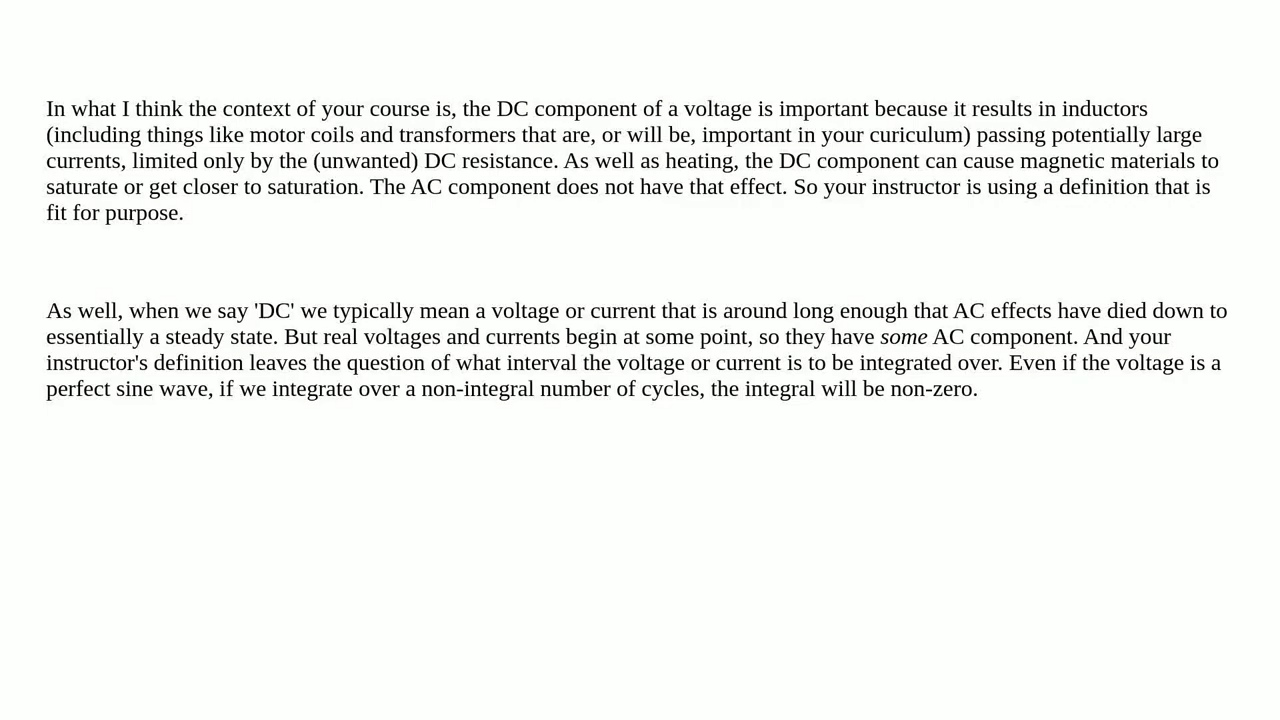 In what I think the context of your course is, the DC component of a voltage is important because it results in inductors
(including things like motor coils and transformers that are, or will be, important in your curiculum) passing potentially large
currents, limited only by the (unwanted) DC resistance. As well as heating, the DC component can cause magnetic materials to
saturate or get closer to saturation. The AC component does not have that effect. So your instructor is using a definition that is
fit for purpose.
As well, when we say 'DC' we typically mean a voltage or current that is around long enough that AC effects have died down to
essentially a steady state. But real voltages and currents begin at some point, so they have some AC component. And your
instructor's definition leaves the question of what interval the voltage or current is to be integrated over. Even if the voltage is a
perfect sine wave, if we integrate over a non-integral number of cycles, the integral will be non-zero.